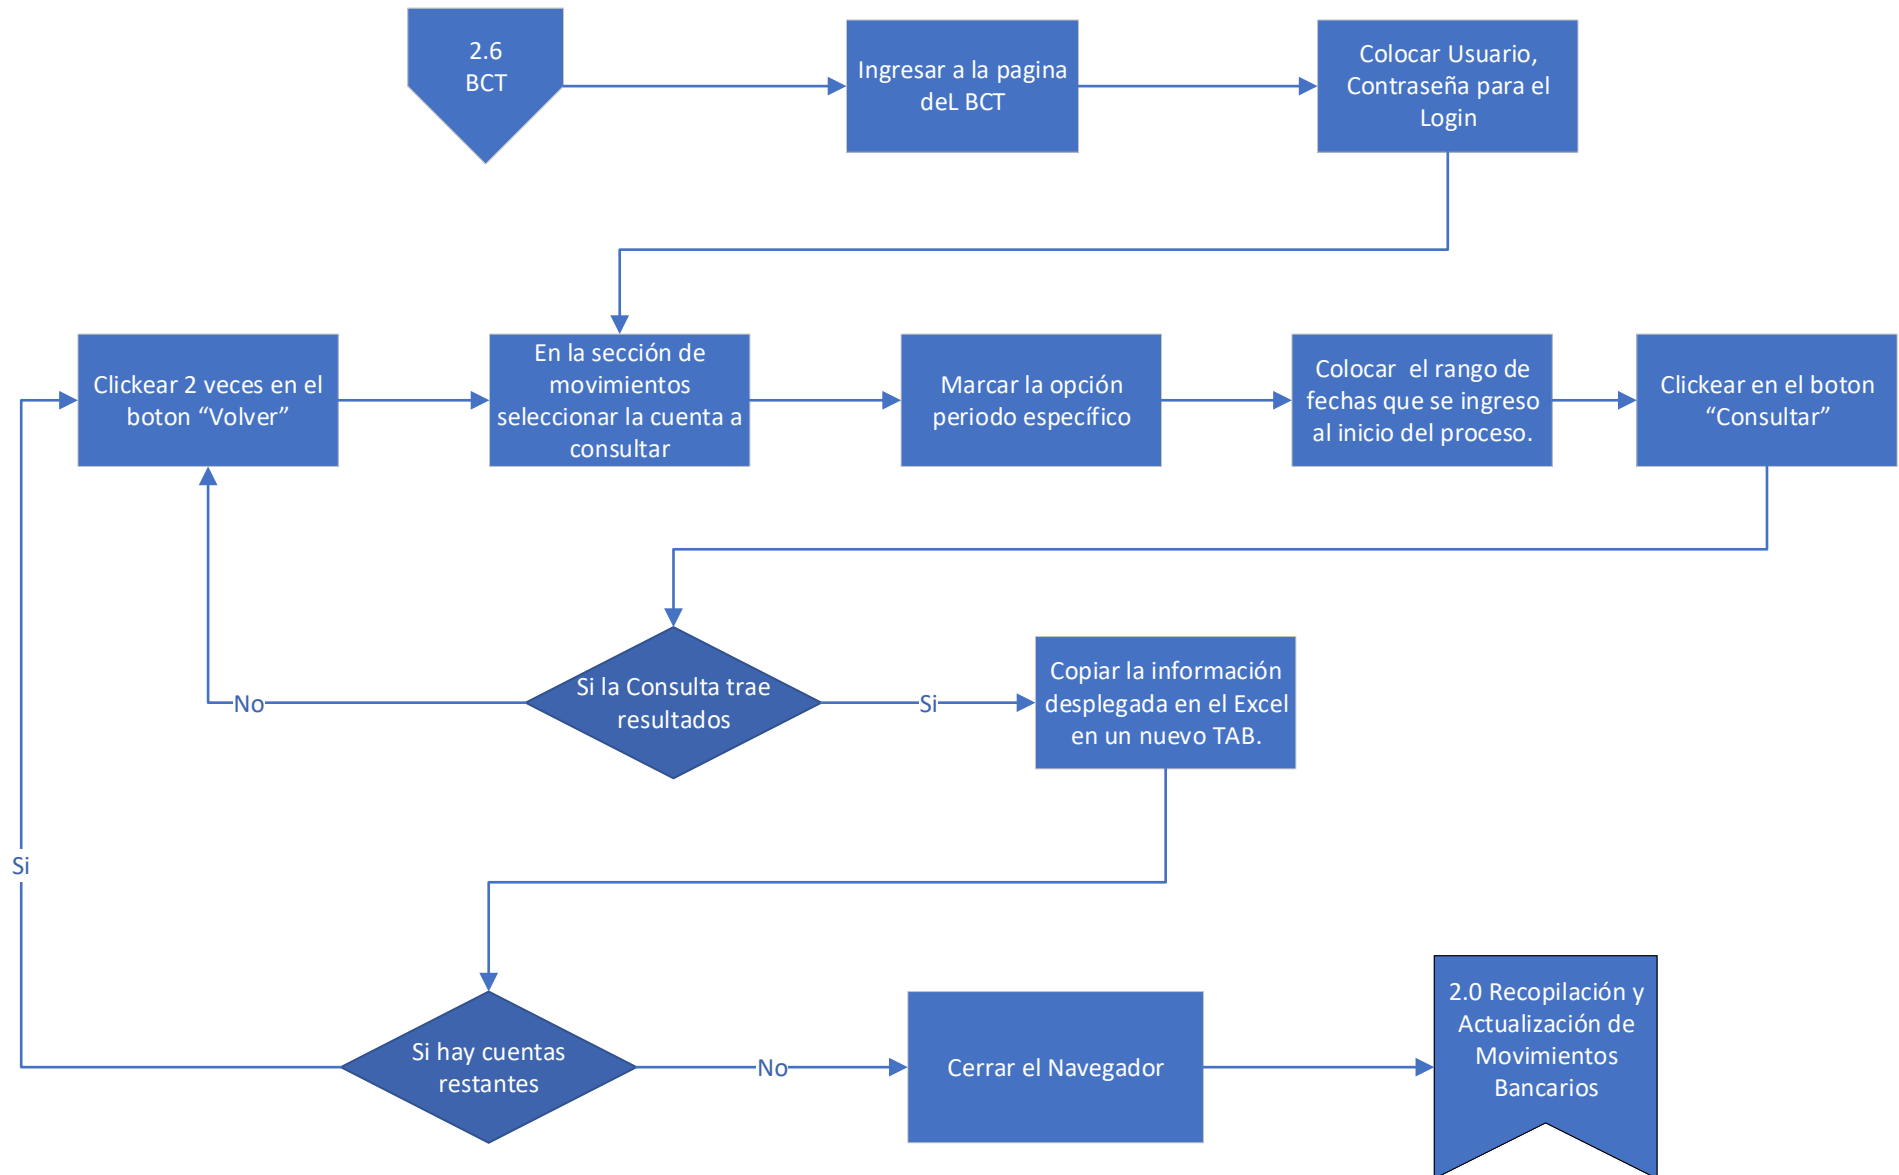 2.6
BCT
Ingresar a la pagina
deL BCT
Colocar Usuario,
Contraseña para el
Login
Clickear 2 veces en el
boton “Volver”
En la sección de
movimientos
seleccionar la cuenta a
consultar
Marcar la opción
periodo específico
Colocar  el rango de
fechas que se ingreso
al inicio del proceso.
Clickear en el boton
“Consultar”
Si la Consulta trae
resultados
No
Si
Copiar la información
desplegada en el Excel
en un nuevo TAB.
Si
Si hay cuentas
restantes
No
Cerrar el Navegador
2.0 Recopilación y
Actualización de
Movimientos
Bancarios